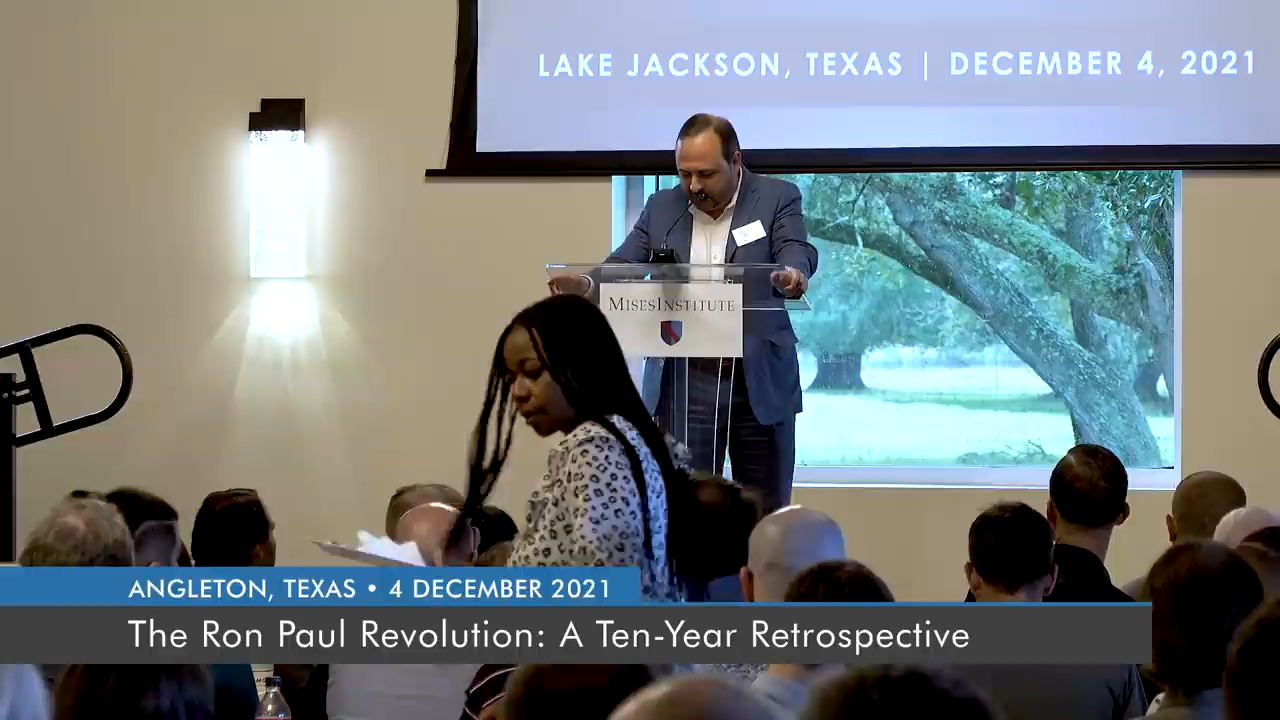 LAKE JACKSON, TEXAS | DECEMBER 4, 2021
MISESINSTITUTE
ANGLETON, TEXAS • 4 DECEMBER 2021
The Ron Paul Revolution: A Ten-Year Retrospective